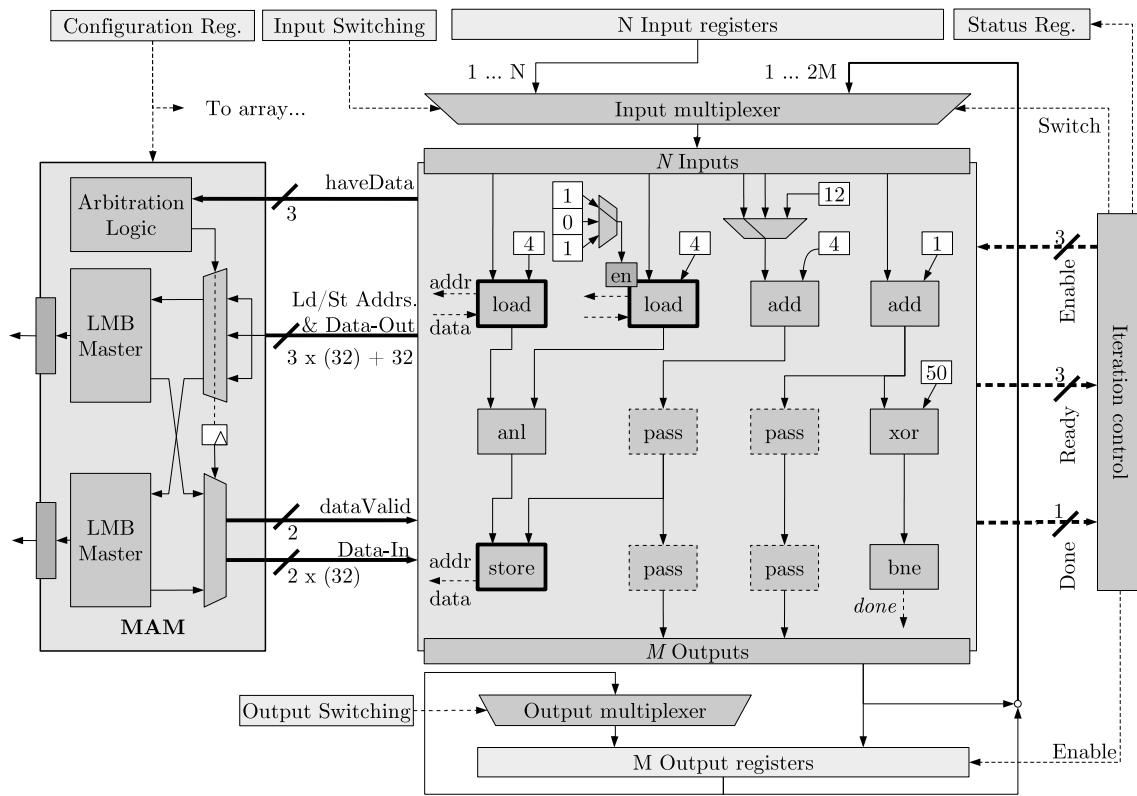 Configuration Reg.
Input Switching
N Input registers
Status Reg.
1 ... N
1 ... 2M
To array...
Input multiplexer
Switch
N Inputs
haveData
3
Arbitration
Logic
1
0
1
12
4
4
4
1
en
addr
data
load
load
add
add
3
Enable
LMB
Master
Ld/St Addrs.
& Data-Out
3 x (32) + 32
Iteration control
50
3
Ready
anl
pass
pass
xor
LMB
Master
dataValid
2
Data-In
2 x (32)
addr
data
store
pass
pass
bne
done
1
Done
MAM
M Outputs
Output Switching
Output multiplexer
M Output registers
Enable